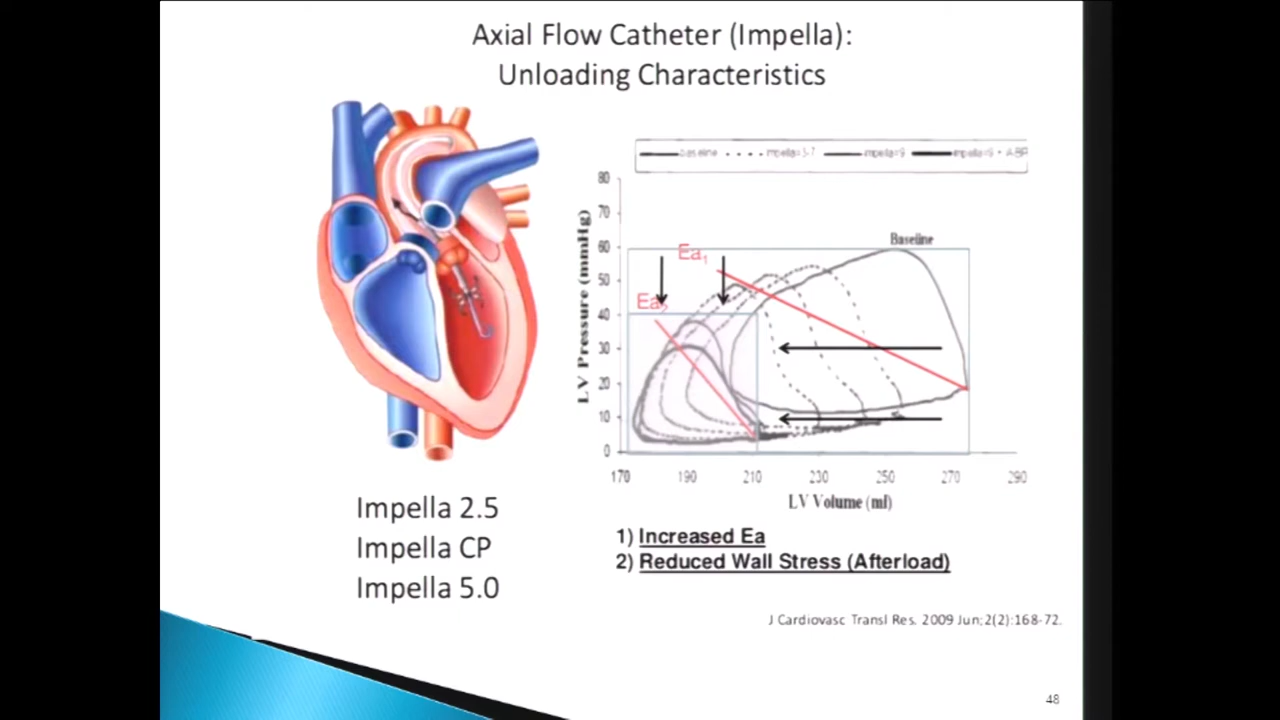 Axial Flow Catheter (Impella):
Unloading Characteristics
baseline
80
70
60
50
40
30
20
10
0
LV Pressure (mmHg)
Baseline
Ea1
Ea2
170 190 210 230 250 270 290
LV Volume (ml)
Impella 2.5
Impella CP
Impella 5.0
1) Increased Ea
2) Reduced Wall Stress (Afterload)
J Cardiovasc Transl Res. 2009 Jun;2(2):168-72.
48